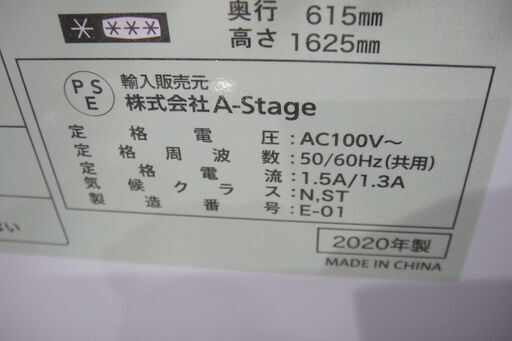 奥行 615mm
高さ 1625mm
PSE
輸入販売元
株式会社A-Stage
定格電圧:AC100V～
定格周波数:50/60Hz(共用)
定格電流:1.5A/1.3A
気候クラス:N,ST
製造番号:E-01
2020年製
MADE IN CHINA